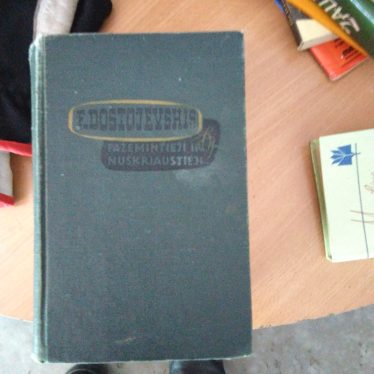 F. DOSTOJEVSKIS
PAŽEMINTIEJI IR
NUSKRIAUSTIEJI